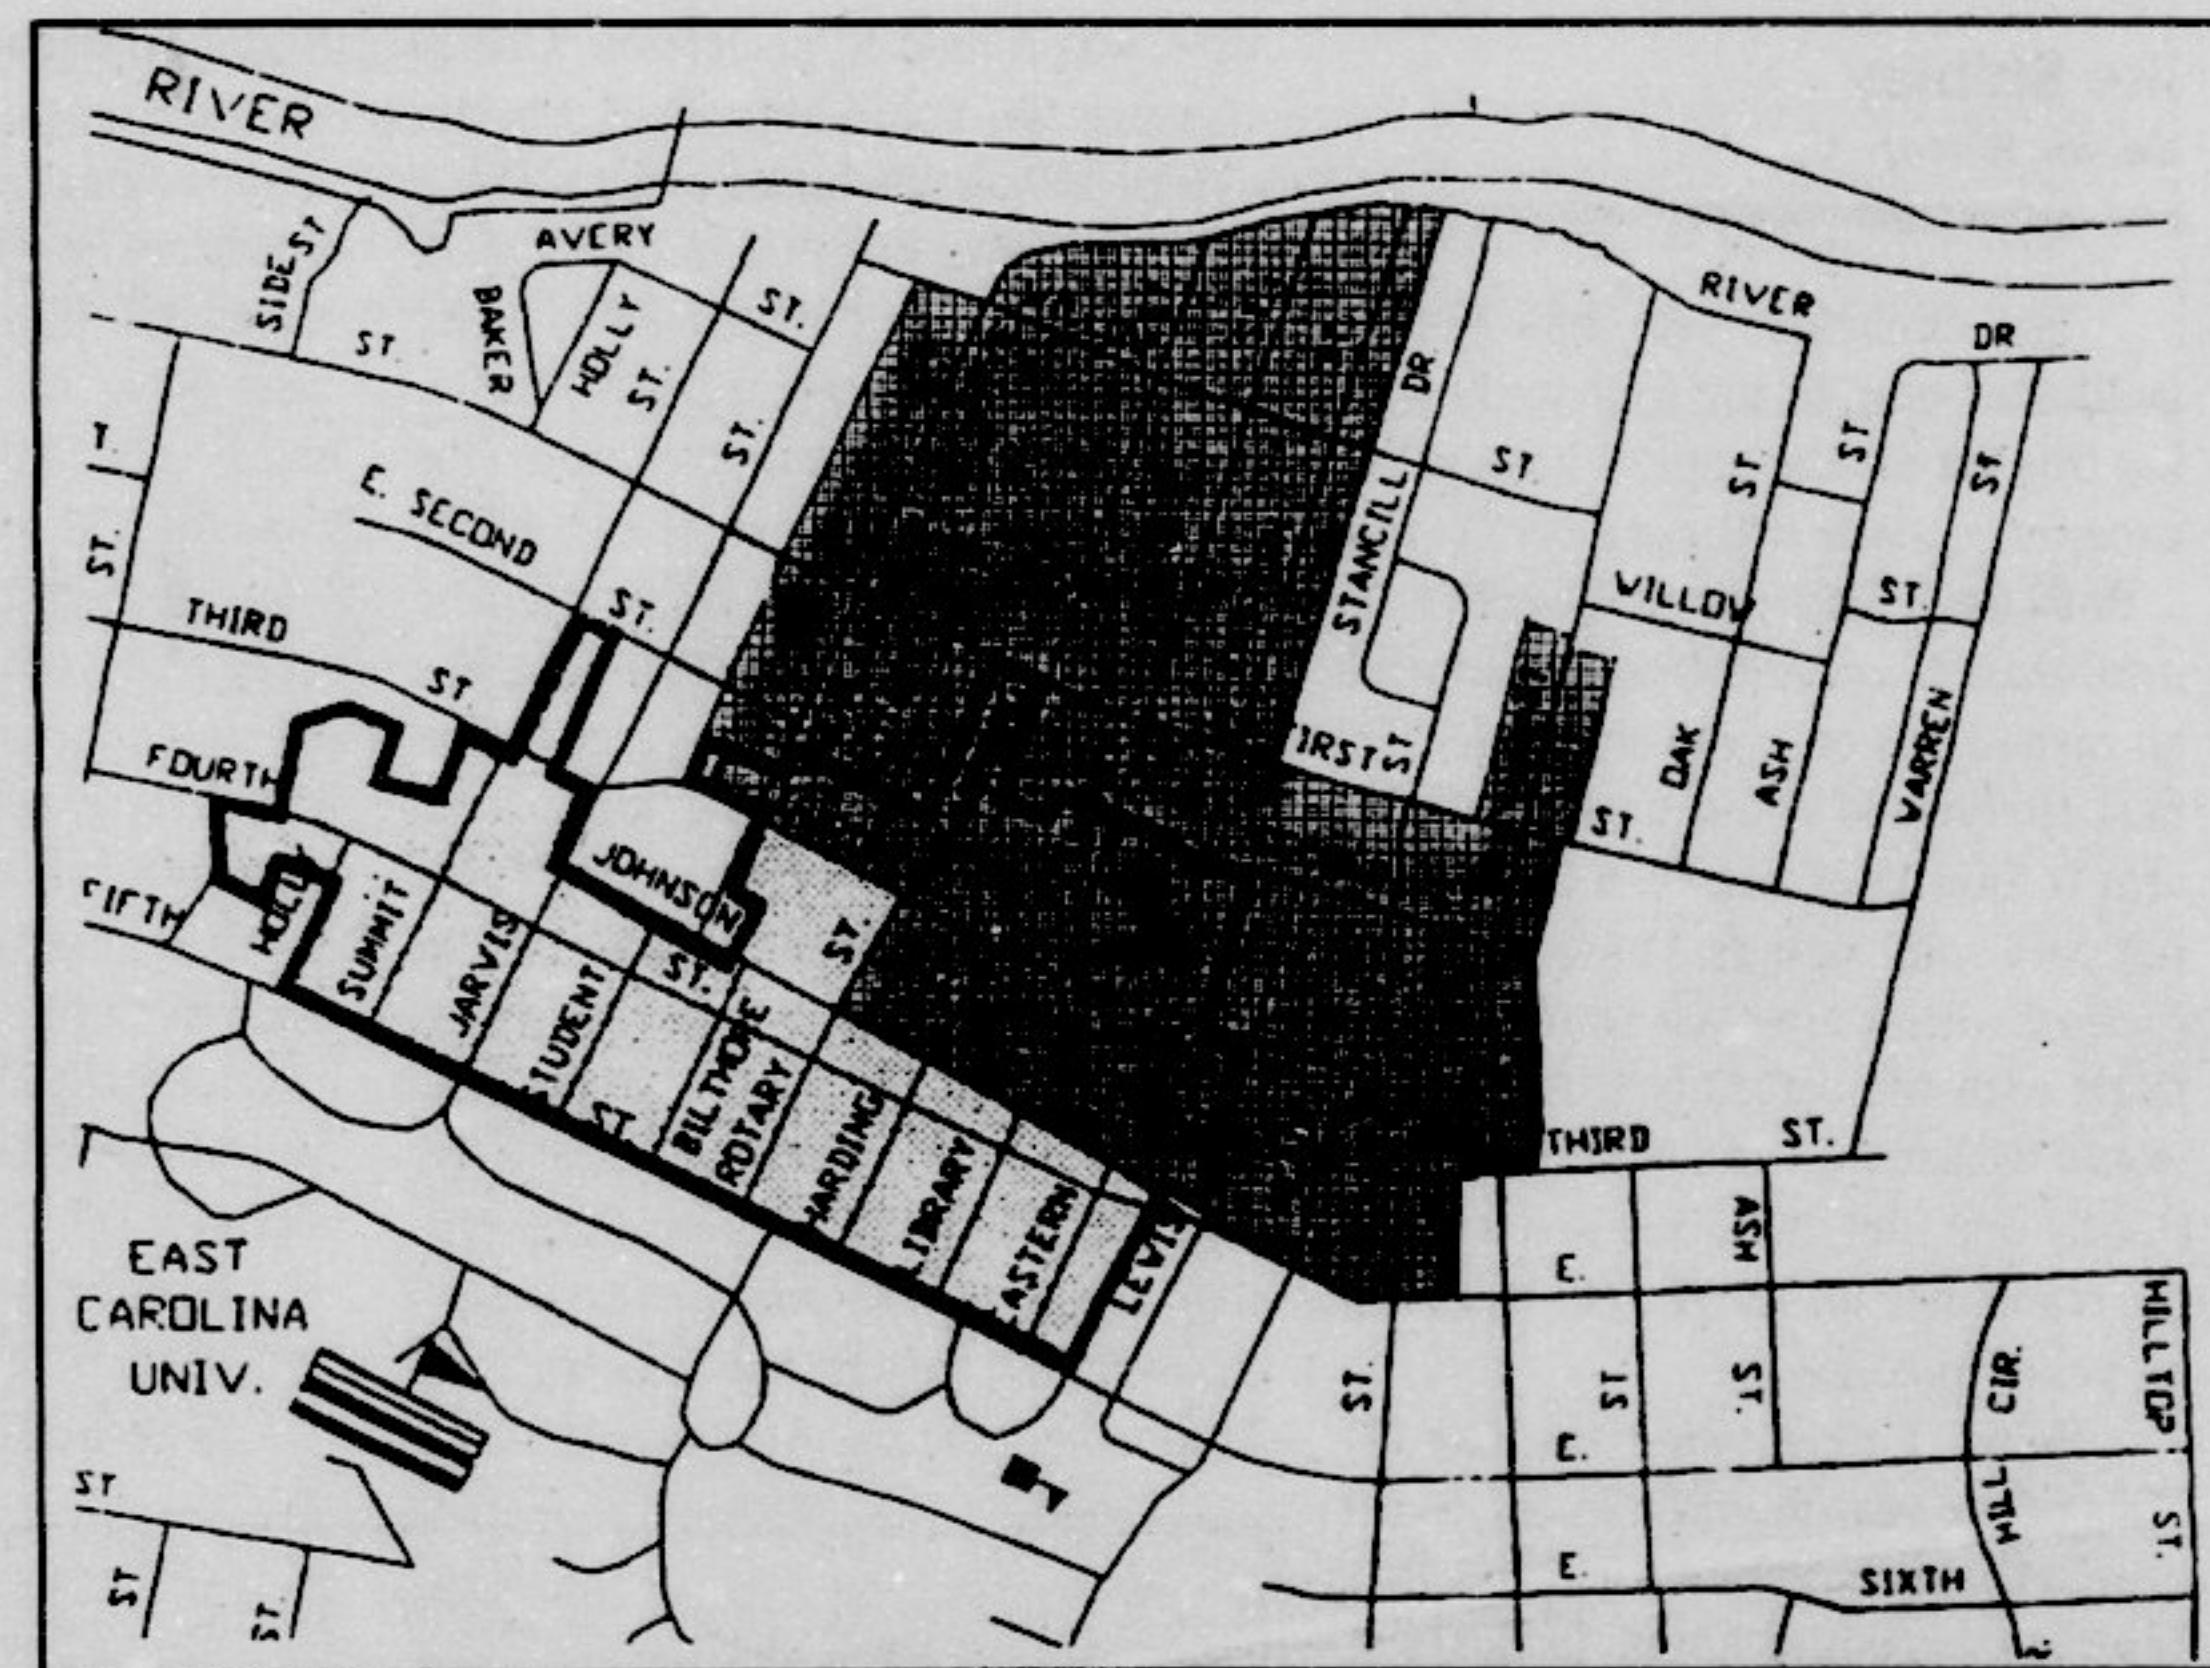 RIVER
SIDE ST
AVERY
ST.
BAKER
HOLLY
ST.
ST.
ST.
T.
ST.
E. SECOND
ST.
THIRD
ST.
FOURTH
FIFTH
JOHNSON
ST.
ST.
SUMMIT
JARVIS
STUDENT
ST
BILTMORE
ROTARY
HARDING
LIBRARY
EASTERN
LEWIS
RIVER
DR
DR.
STANCILL
ST.
ST.
ST
ST.
WILLOW
ST.
IRST ST
ST.
OAK
ASH
WARREN
THIRD
ST.
ASH
E.
ST.
ST
ST.
E.
E.
SIXTH
HILL CIR.
HILLTOP
ST.
EAST
CAROLINA
UNIV.
ST
ST
ST.